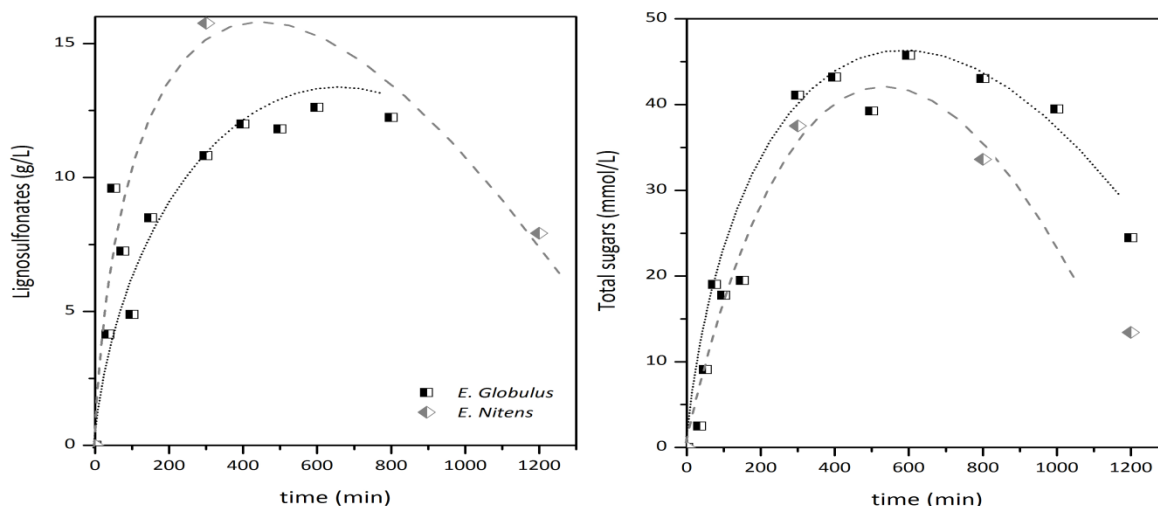 Lignosulfonates (g/L)
15
10
5
0
E. Globulus
E. Nitens
0 200 400 600 800 1000 1200
time (min)
Total sugars (mmol/L)
50
40
30
20
10
0
0 200 400 600 800 1000 1200
time (min)